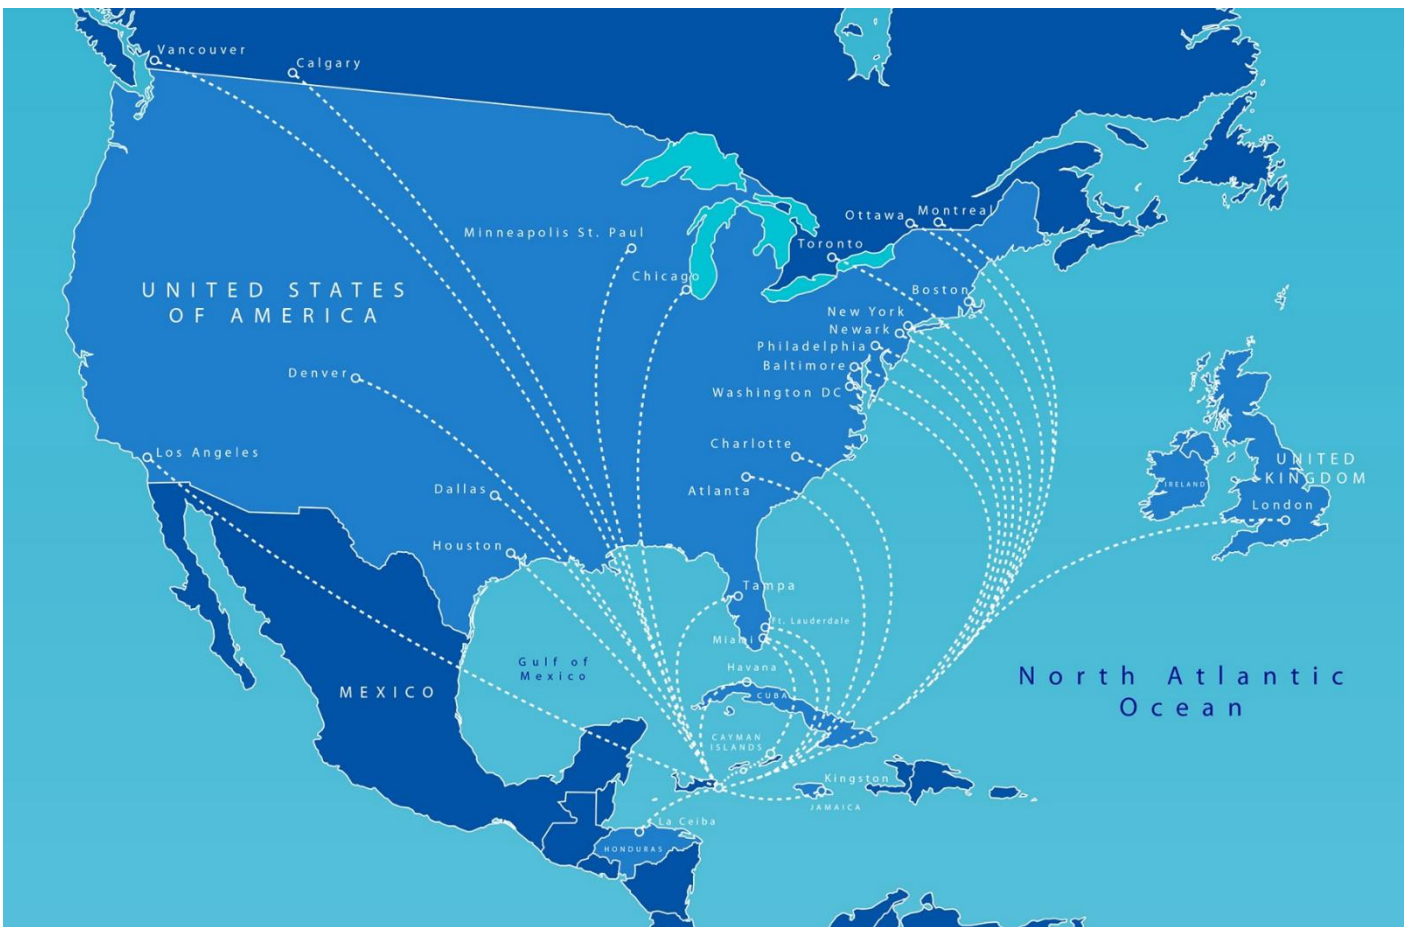 Vancouver
Calgary
Ottawa
Montreal
Minneapolis St. Paul
Toronto
Chicago
UNITED STATES
OF AMERICA
Boston
New York
Newark
Philadelphia
Baltimore
Washington DC
Denver
Los Angeles
Charlotte
Dallas
Atlanta
UNITED
KINGDOM
IRELAND
London
Houston
Tampa
Ft. Lauderdale
Miami
Gulf of
Mexico
Havana
North Atlantic
Ocean
MEXICO
CUBA
CAYMAN
ISLANDS
Kingston
JAMAICA
La Ceiba
HONDURAS